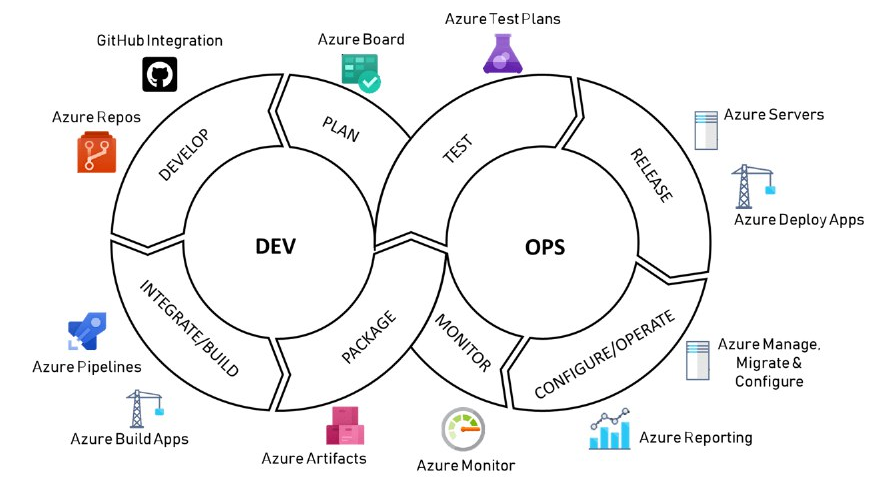 Azure Test Plans
GitHub Integration
Azure Board
Azure Repos
Azure Servers
PLAN
DEVELOP
TEST
RELEASE
Azure Deploy Apps
DEV
OPS
INTEGRATE/BUILD
PACKAGE
MONITOR
CONFIGURE/OPERATE
Azure Pipelines
Azure Manage,
Migrate &
Configure
Azure Build Apps
Azure Artifacts
Azure Monitor
Azure Reporting